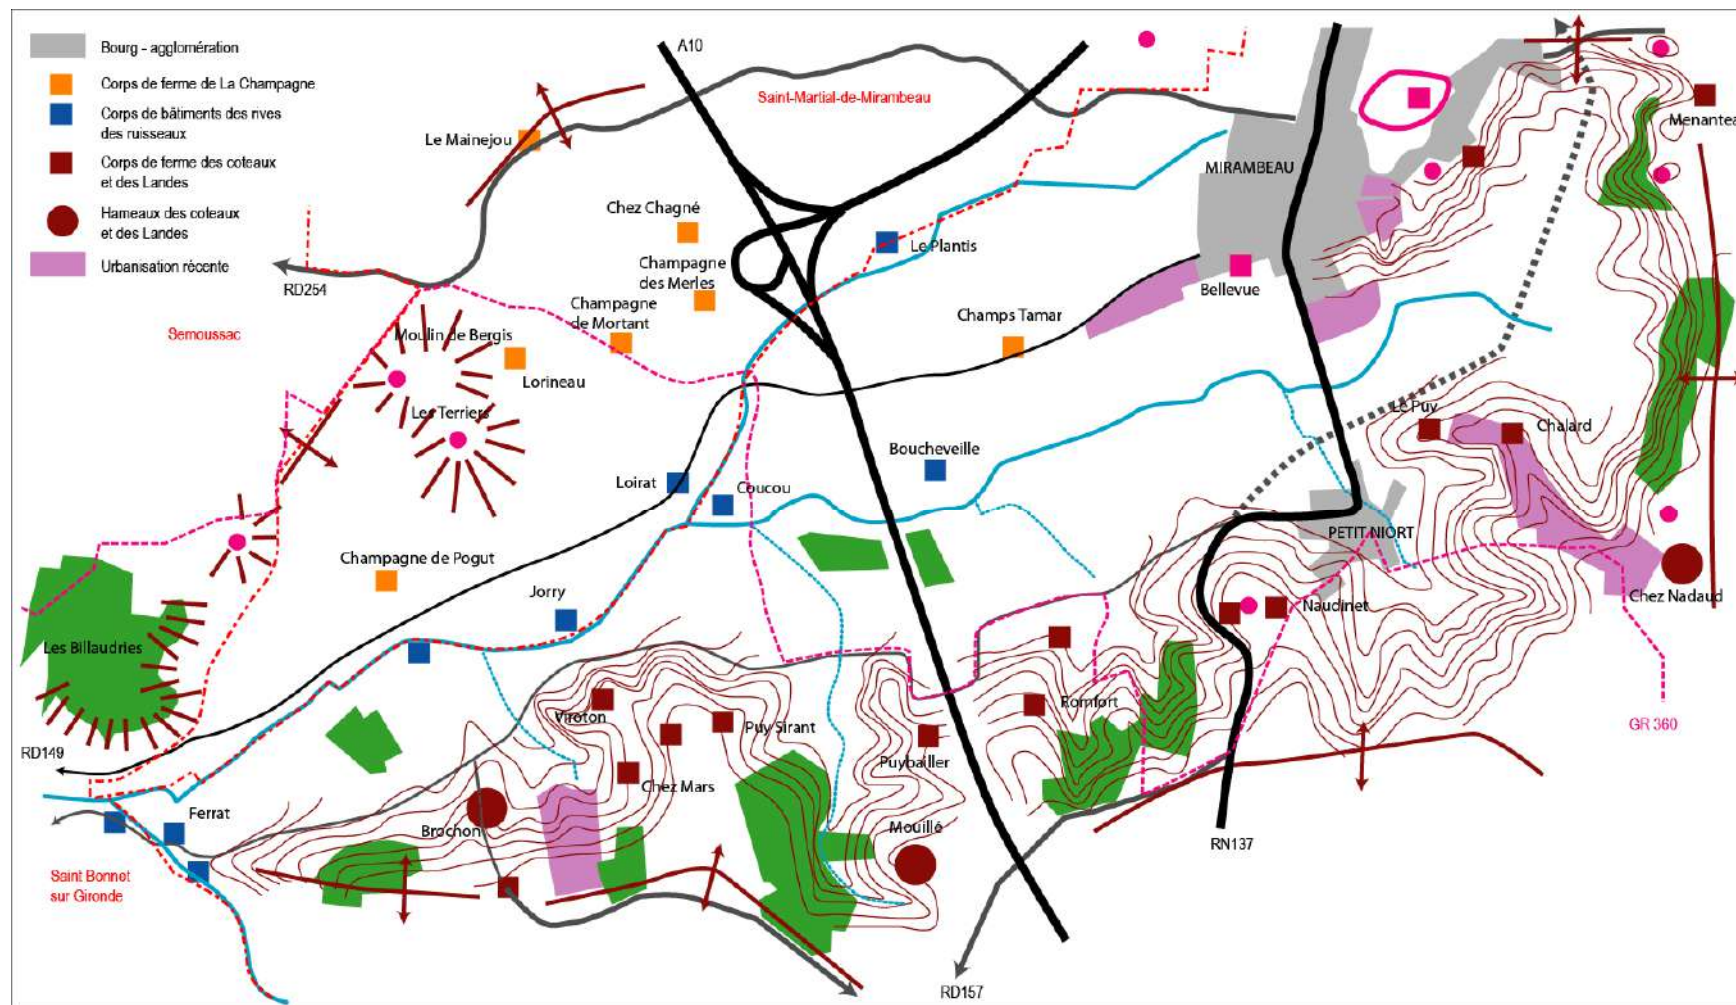 Bourg - agglomération
Corps de ferme de La Champagne
Corps de bâtiments des rives
des ruisseaux
Corps de ferme des coteaux
et des Landes
Hameaux des coteaux
et des Landes
Urbanisation récente
A10
Saint-Martial-de-Mirambeau
Le Mainejou
Menantea
MIRAMBEAU
Chez Chagné
Le Plantis
Champagne
des Merles
RD254
Bellevue
Champagne
de Mortant
Champs Tamar
Semoussac
Moulin de Bergis
Lorineau
Les Terriers
Le Puy
Chalard
Boucheville
Loirat
Coucou
PETIT NIORT
Champagne de Pogut
Jorry
Naudinet
Chez Nadaud
Les Billaudries
Romfort
Viroton
Puy Sirant
GR 360
RD149
Puybailler
Chez Mars
Ferrat
Brochon
Mouillé
RN137
Saint Bonnet
sur Gironde
RD157